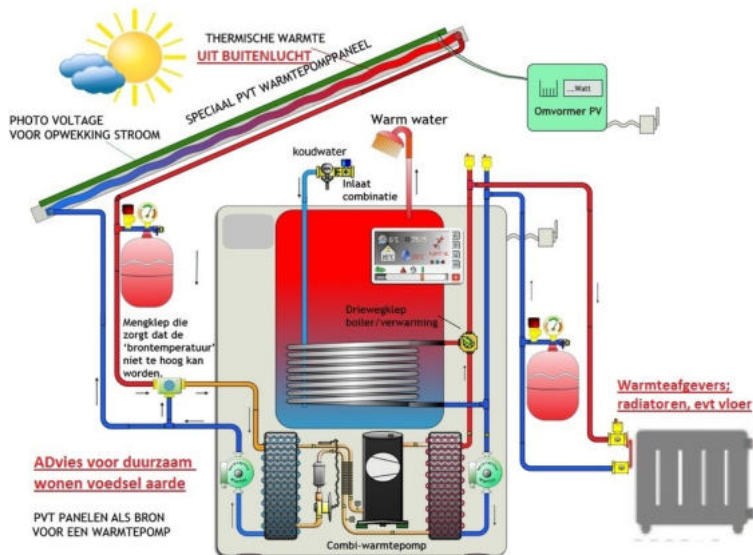 THERMISCHE WARMTE
UIT BUITENLUCHT
SPECIAAL PVT WARMTEPOMPPANEEL
PHOTO VOLTAGE
VOOR OPWEKKING STROOM
...Watt
Omvormer PV
Warm water
koudwater
Inlaat
combinatie
Driewegklep
boiler/verwarming
Mengklep die
zorgt dat de
'brontemperatuur'
niet te hoog kan
worden.
Warmteafgevers;
radiatoren, evt vloer
ADvies voor duurzaam
wonen voedsel aarde
PVT PANELEN ALS BRON
VOOR EEN WARMTEPOMP
Combi-warmtepomp